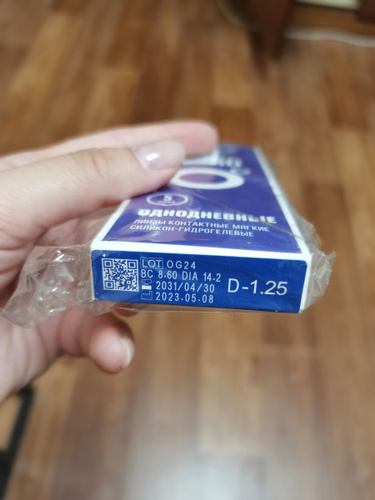 5
ОДНОДНЕВНЫЕ
ЛИНЗЫ КОНТАКТНЫЕ МЯГКИЕ
СИЛИКОН-ГИДРОГЕЛЕВЫЕ
LOT OG24
BC 8.60 DIA 14.2
2031/04/30
2023.05.08
D-1.25